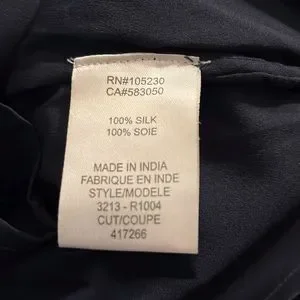 RN#105230
CA#583050
100% SILK
100% SOIE
MADE IN INDIA
FABRIQUE EN INDE
STYLE/MODELE
3213 - R1004
CUT/COUPE
417266